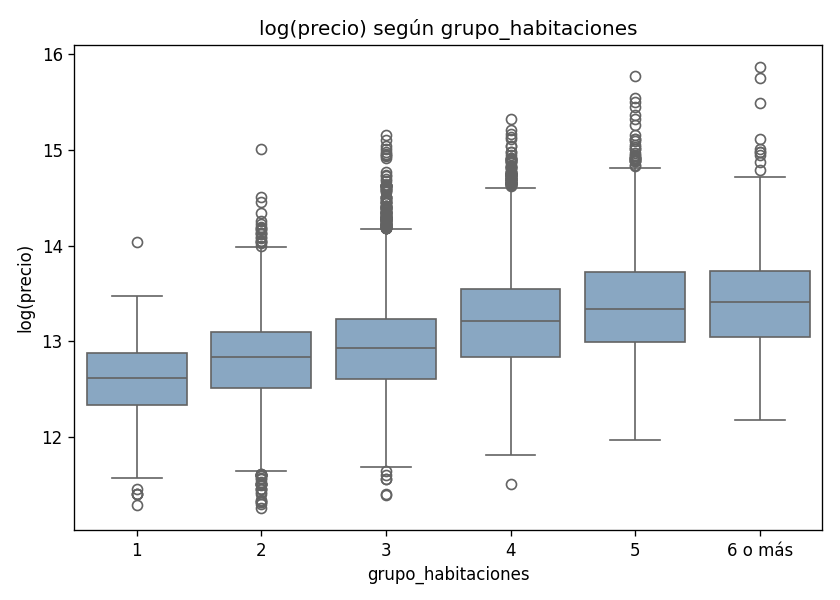 log(precio) según grupo_habitaciones
log(precio)
16
15
14
13
12
1 2 3 4 5 6 o más
grupo_habitaciones